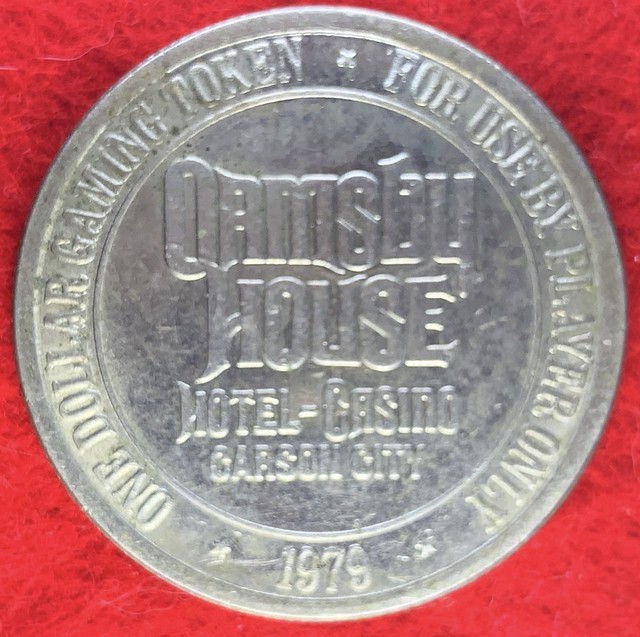 ONE DOLLAR GAMING TOKEN * FOR USE BY PLAYER ONLY
ORMSBY
HOUSE
HOTEL-CASINO
CARSON CITY
* 1979 *